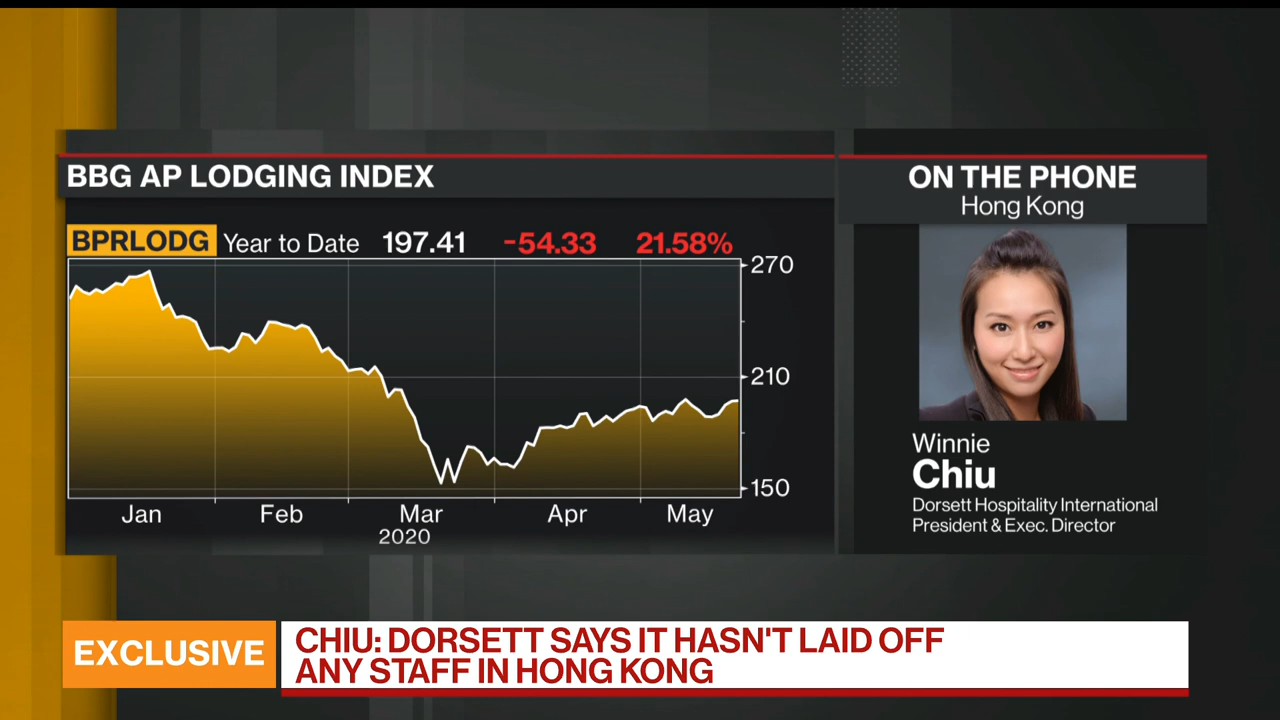 BBG AP LODGING INDEX
BPRLODG Year to Date 197.41 -54.33 21.58%
270
210
150
Jan Feb Mar Apr May
2020
ON THE PHONE
Hong Kong
Winnie
Chiu
Dorsett Hospitality International
President & Exec. Director
EXCLUSIVE
CHIU: DORSETT SAYS IT HASN'T LAID OFF
ANY STAFF IN HONG KONG